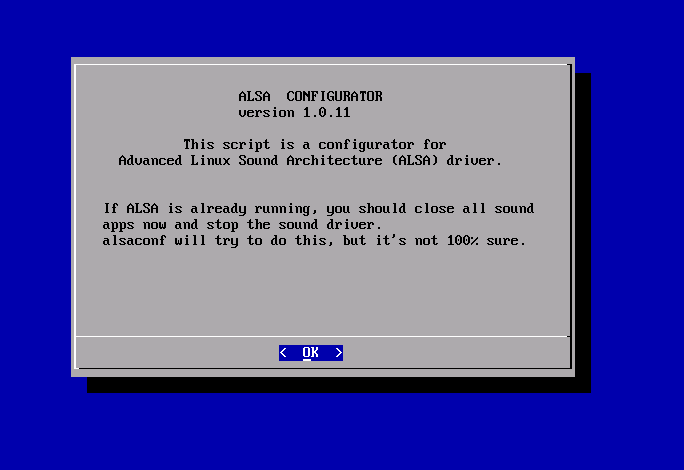 ALSA  CONFIGURATOR
version 1.0.11
This script is a configurator for
Advanced Linux Sound Architecture (ALSA) driver.
If ALSA is already running, you should close all sound
apps now and stop the sound driver.
alsaconf will try to do this, but it's not 100% sure.
<  OK  >